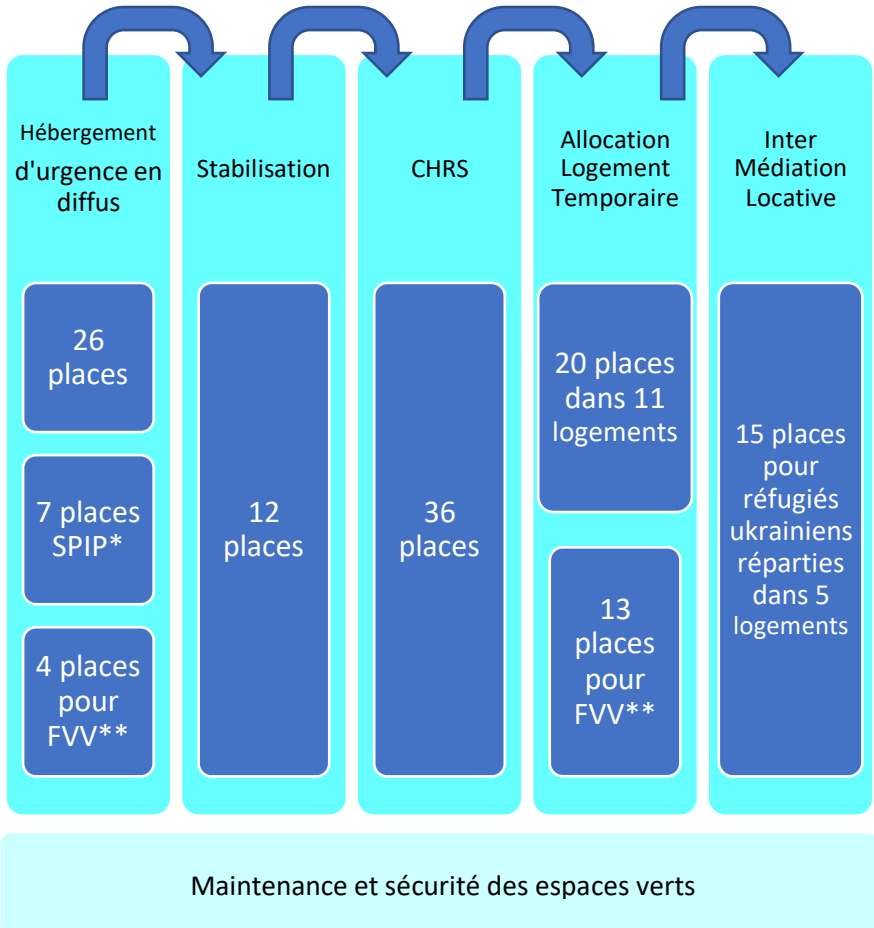 Hébergement
d'urgence en
diffus
26
places
7 places
SPIP*
4 places
pour
FVV**
Stabilisation
12
places
CHRS
36
places
Allocation
Logement
Temporaire
20 places
dans 11
logements
13
places
pour
FVV**
Inter
Médiation
Locative
15 places
pour
réfugiés
ukrainiens
réparties
dans 5
logements
Maintenance et sécurité des espaces verts